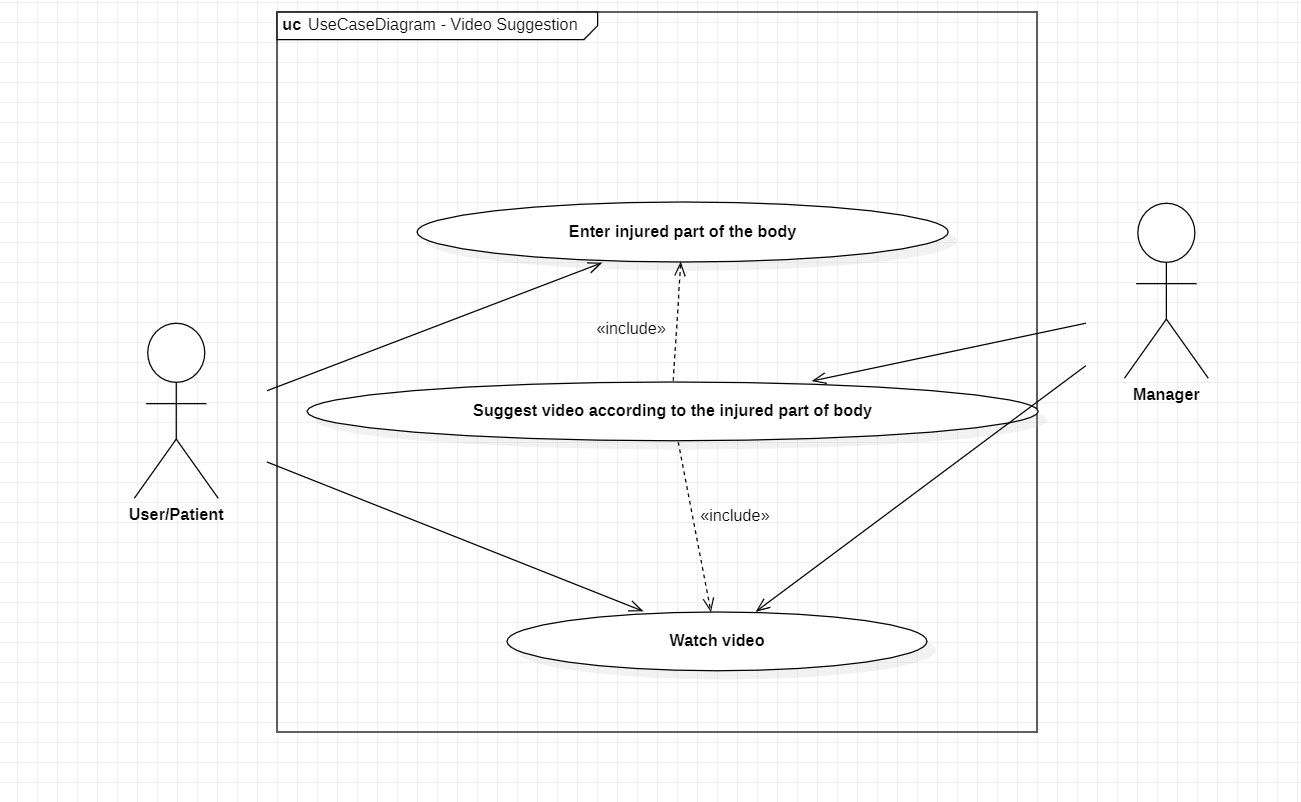 uc UseCaseDiagram - Video Suggestion
Enter injured part of the body
«include»
Manager
Suggest video according to the injured part of body
User/Patient
«include»
Watch video